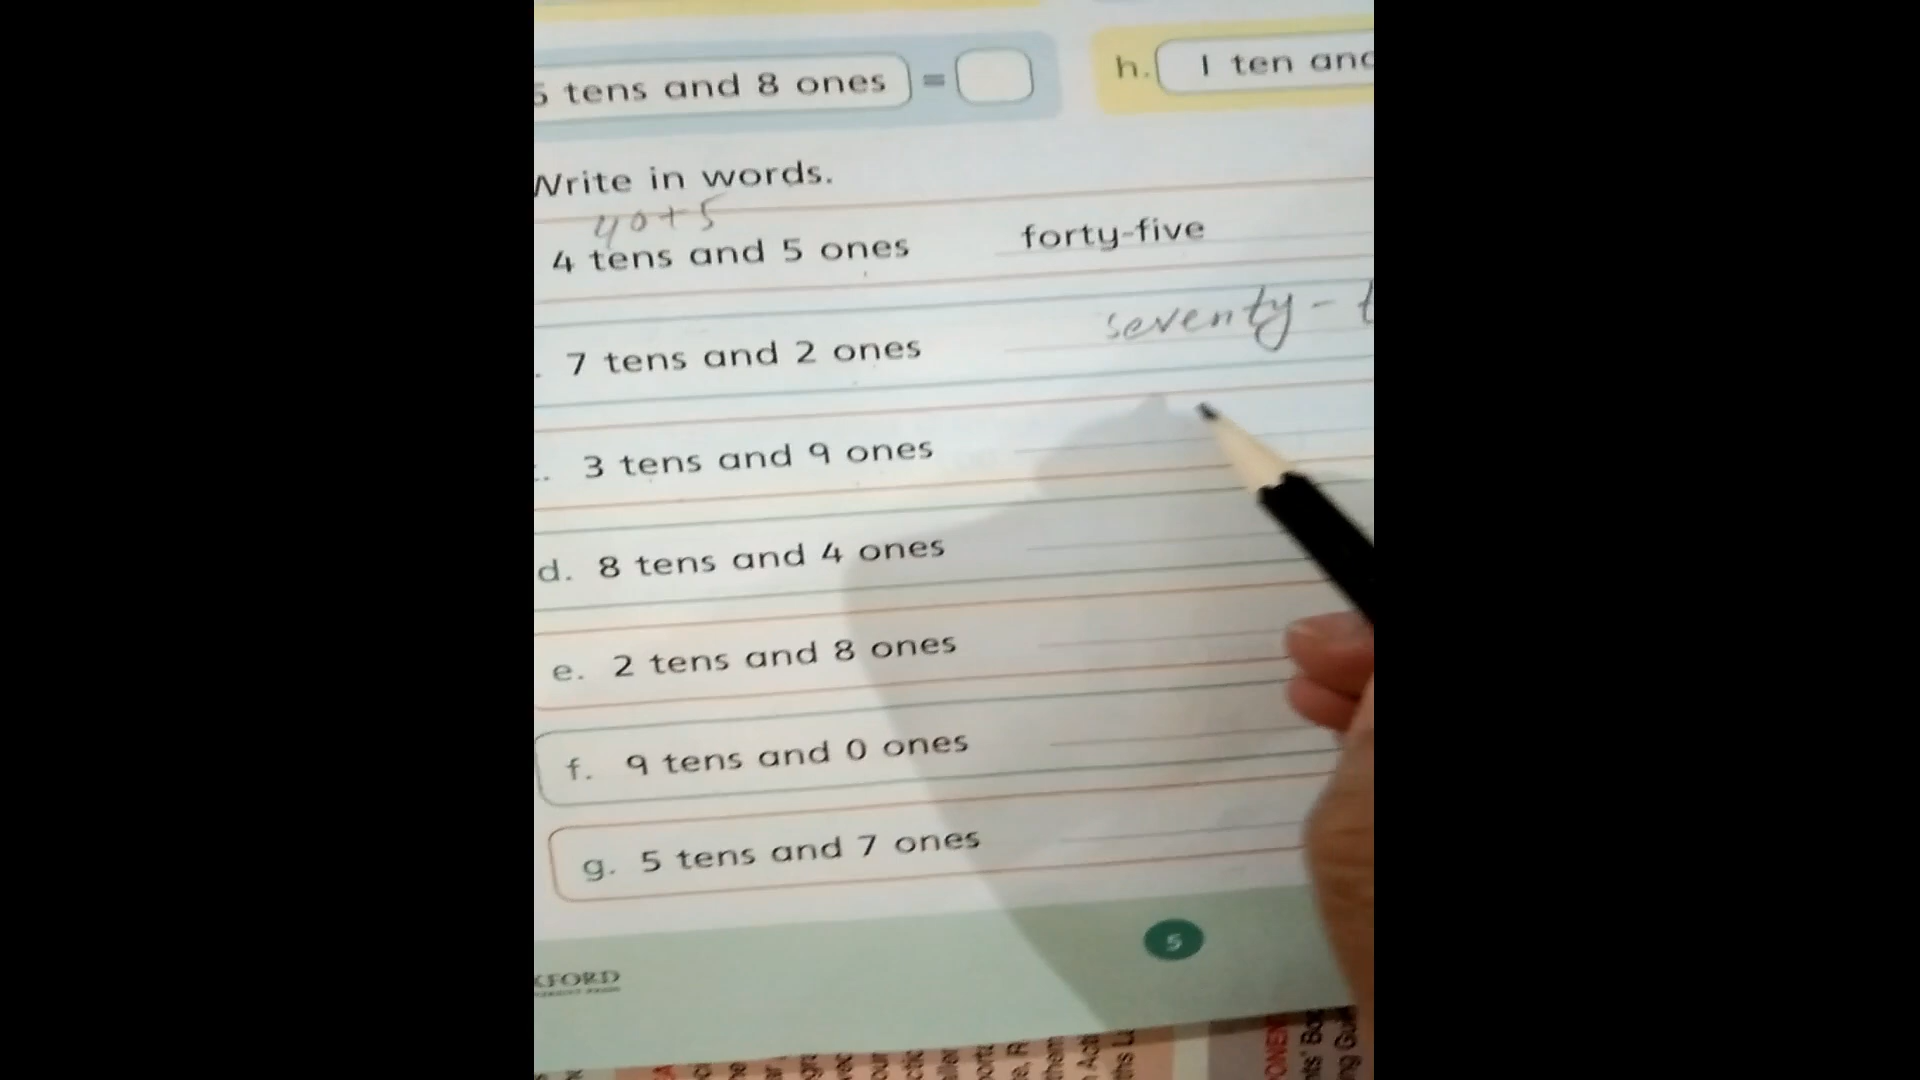 5 tens and 8 ones =
h. 1 ten and
Write in words.
40+5
4 tens and 5 ones forty-five
7 tens and 2 ones seventy - t
3 tens and 9 ones
d. 8 tens and 4 ones
e. 2 tens and 8 ones
f. 9 tens and 0 ones
g. 5 tens and 7 ones
5
XFORD